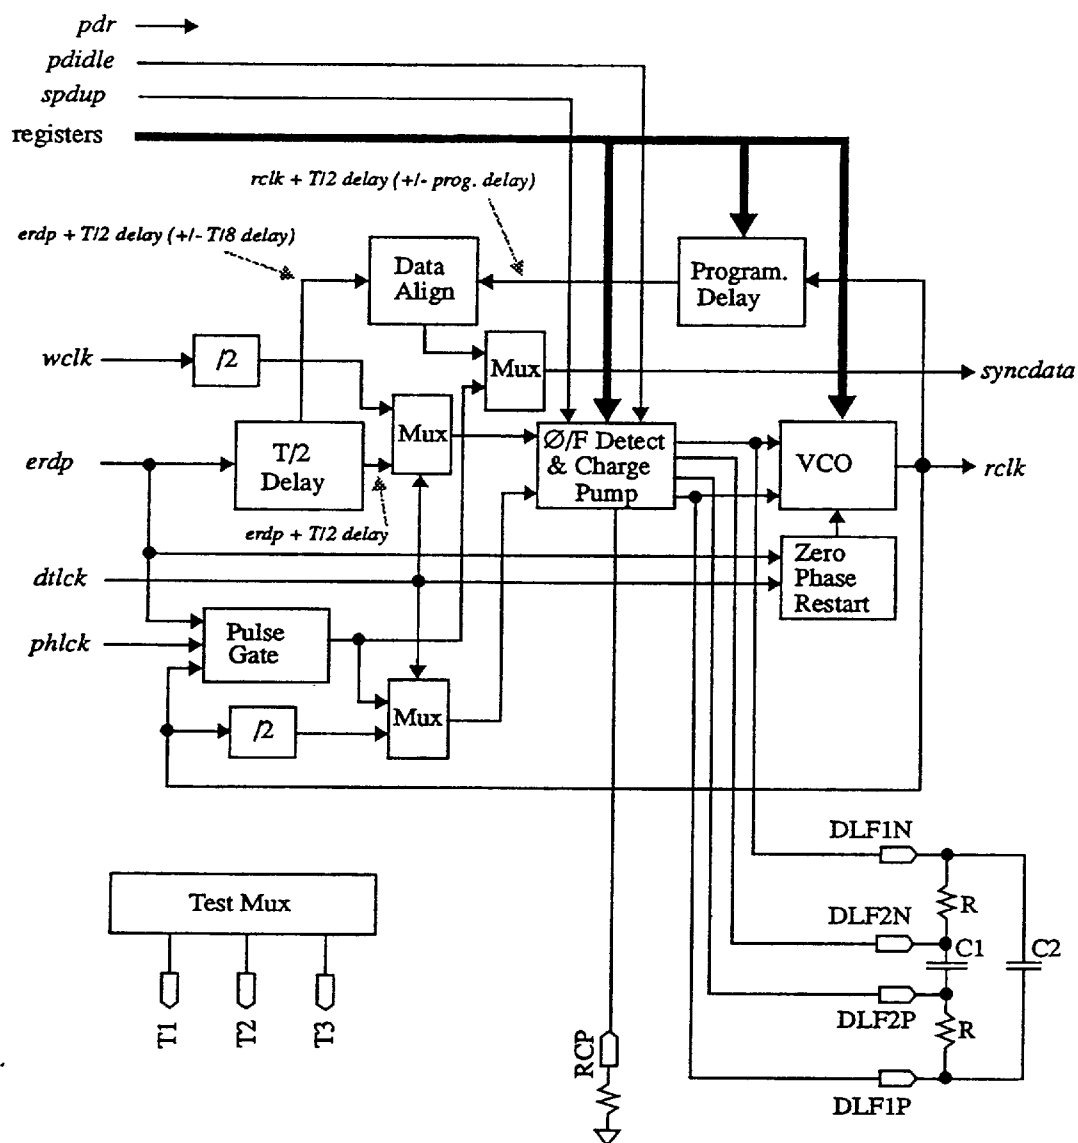 pdr
pdidle
spdup
registers
rclk + T/2 delay (+/- prog. delay)
erdp + T/2 delay (+/- T/8 delay)
Data
Align
Program.
Delay
wclk
/2
Mux
syncdata
Mux
erdp
T/2
Delay
Ø/F Detect
& Charge
Pump
VCO
rclk
erdp + T/2 delay
dtlck
Zero
Phase
Restart
phlck
Pulse
Gate
/2
Mux
DLF1N
R
Test Mux
DLF2N
C1
C2
DLF2P
R
T1
T2
T3
RCP
DLF1P